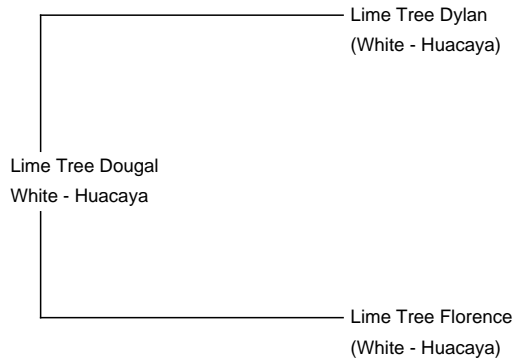 Lime Tree Dylan
(White - Huacaya)
Lime Tree Dougal
White - Huacaya
Lime Tree Florence
(White - Huacaya)